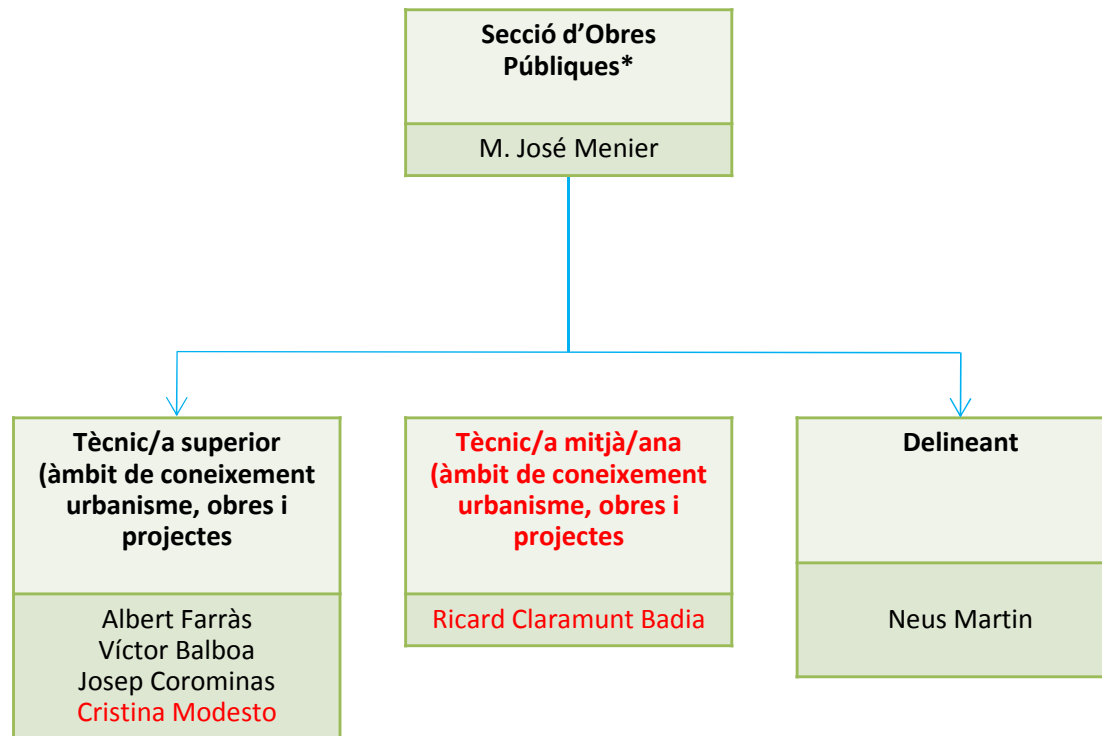 Secció d’Obres
Públiques*
M. José Menier
Tècnic/a superior
(àmbit de coneixement
urbanisme, obres i
projectes
Albert Farràs
Víctor Balboa
Josep Corominas
Cristina Modesto
Tècnic/a mitjà/ana
(àmbit de coneixement
urbanisme, obres i
projectes
Ricard Claramunt Badia
Delineant
Neus Martin